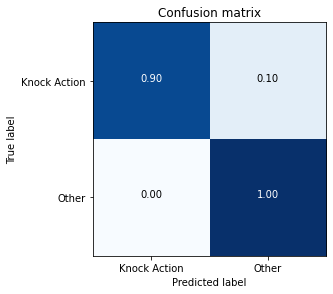 Confusion matrix
Knock Action
0.90
0.10
True label
Other
0.00
1.00
Knock Action
Other
Predicted label